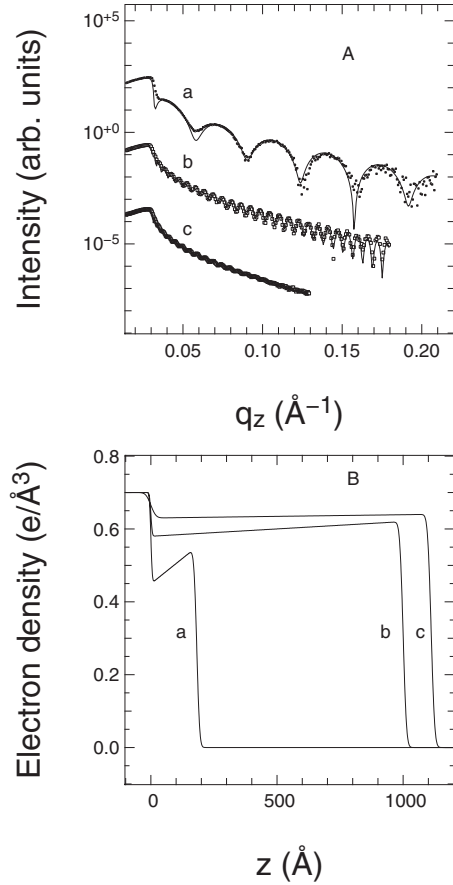 A
Intensity (arb. units)
10+5
10+0
10−5
a
b
c
0.05 0.10 0.15 0.20
qz (Å−1)
B
Electron density (e/Å3)
0.8
0.6
0.4
0.2
0.0
a b c
0 500 1000
z (Å)